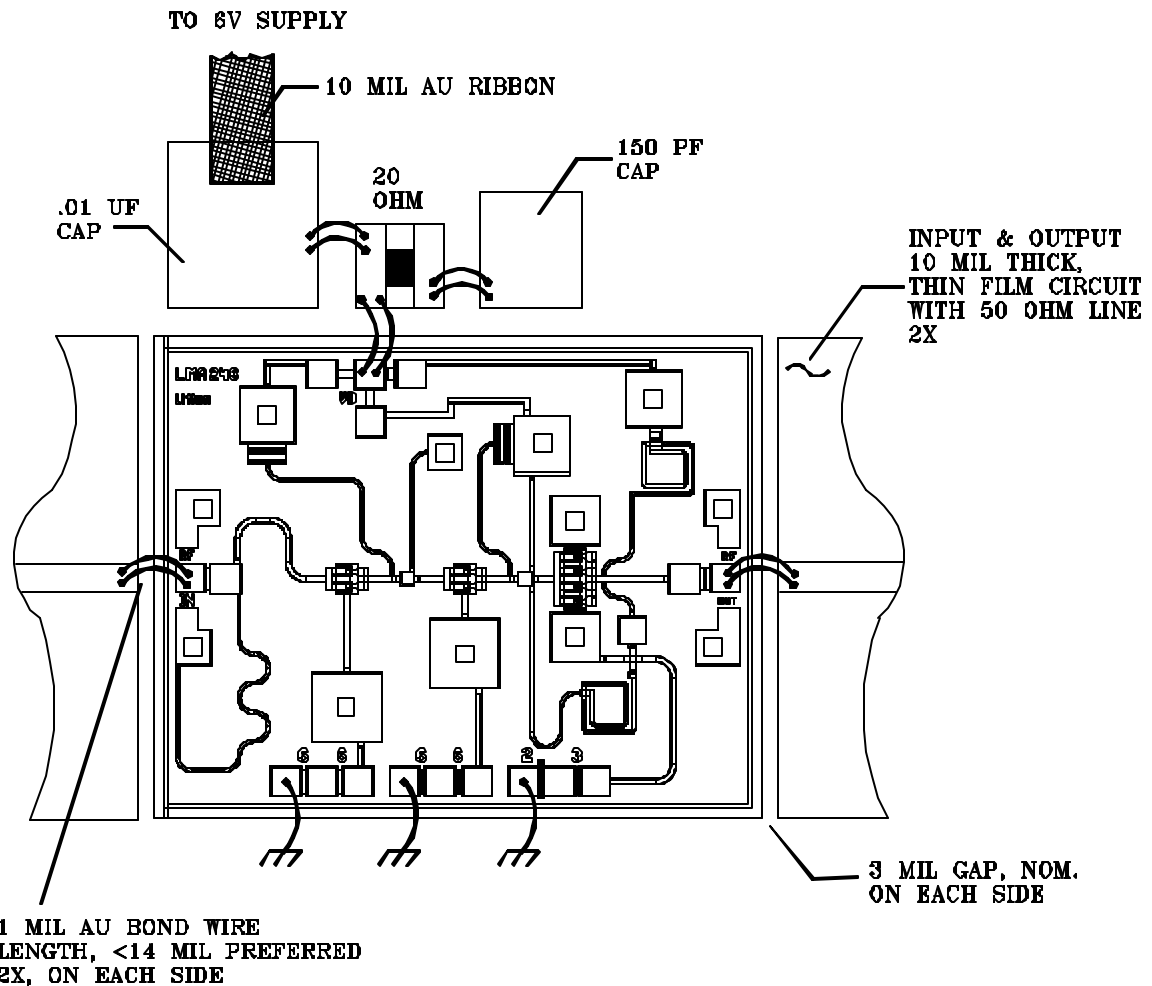 TO 6V SUPPLY
10 MIL AU RIBBON
150 PF
CAP
20
OHM
.01 UF
CAP
INPUT & OUTPUT
10 MIL THICK,
THIN FILM CIRCUIT
WITH 50 OHM LINE
2X
LMA246
VD
RF
RF
IN
OUT
6 6
6 6
2 3
3 MIL GAP, NOM.
ON EACH SIDE
1 MIL AU BOND WIRE
LENGTH, <14 MIL PREFERRED
2X, ON EACH SIDE